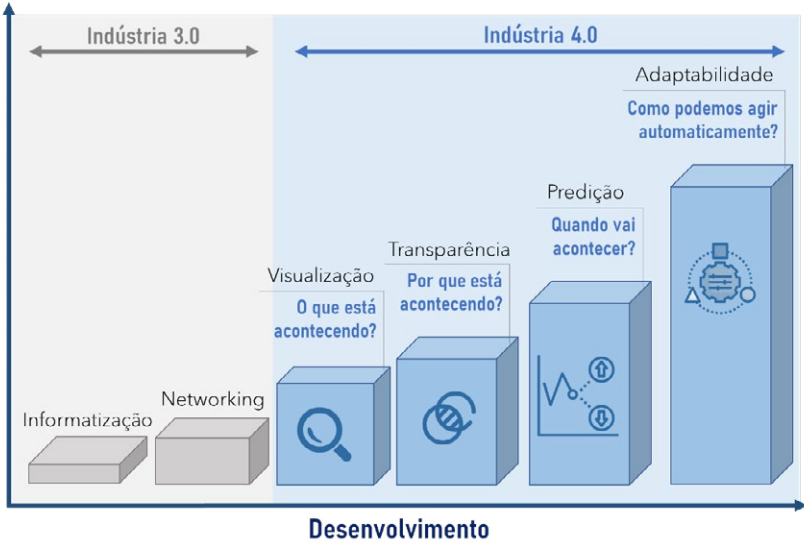 Indústria 3.0
Indústria 4.0
Informatização
Networking
Visualização
O que está
acontecendo?
Transparência
Por que está
acontecendo?
Predição
Quando vai
acontecer?
Adaptabilidade
Como podemos agir
automaticamente?
Desenvolvimento